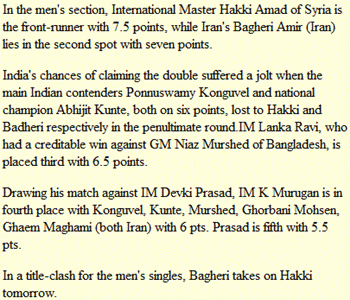 In the men's section, International Master Hakki Amad of Syria is
the front-runner with 7.5 points, while Iran's Bagheri Amir (Iran)
lies in the second spot with seven points.
India's chances of claiming the double suffered a jolt when the
main Indian contenders Ponnuswamy Konguvel and national
champion Abhijit Kunte, both on six points, lost to Hakki and
Badheri respectively in the penultimate round.IM Lanka Ravi, who
had a creditable win against GM Niaz Murshed of Bangladesh, is
placed third with 6.5 points.
Drawing his match against IM Devki Prasad, IM K Murugan is in
fourth place with Konguvel, Kunte, Murshed, Ghorbani Mohsen,
Ghaem Maghami (both Iran) with 6 pts. Prasad is fifth with 5.5
pts.
In a title-clash for the men's singles, Bagheri takes on Hakki
tomorrow.